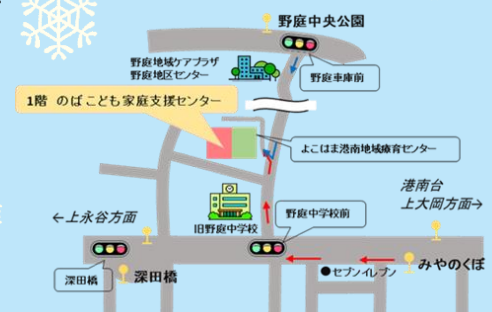 野庭中央公園
野庭地域ケアプラザ
野庭地区センター
野庭車庫前
1階 のばこども家庭支援センター
よこはま港南地域療育センター
港南台
上大岡方面→
←上永谷方面
旧野庭中学校
野庭中学校前
深田橋
深田橋
●セブンイレブン
みやのくぼ